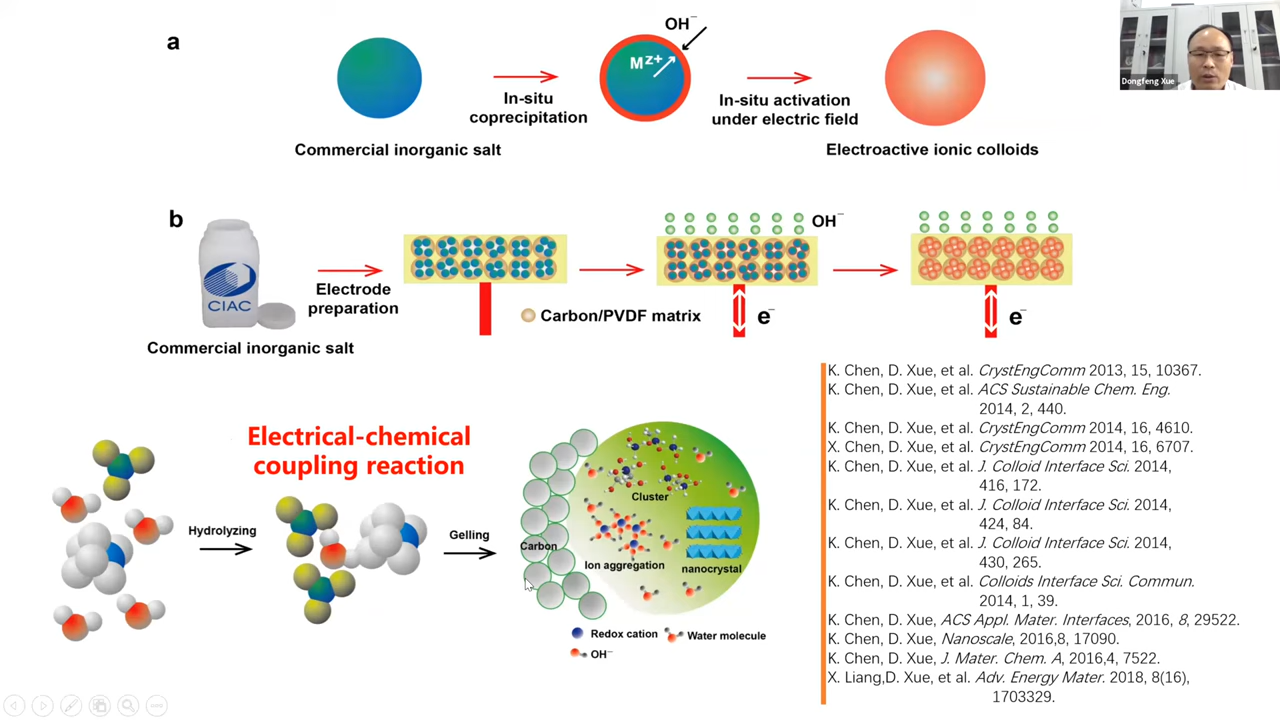 a
OH⁻
Mᶻ⁺
In-situ
coprecipitation
In-situ activation
under electric field
Commercial inorganic salt
Electroactive ionic colloids
Dongfeng Xue
b
CIAC
Electrode
preparation
OH⁻
Carbon/PVDF matrix
e⁻
e⁻
Commercial inorganic salt
Electrical-chemical
coupling reaction
Hydrolyzing
Gelling
Carbon
Cluster
Ion aggregation
nanocrystal
Redox cation
Water molecule
OH⁻
K. Chen, D. Xue, et al. CrystEngComm 2013, 15, 10367.
K. Chen, D. Xue, et al. ACS Sustainable Chem. Eng.
2014, 2, 440.
K. Chen, D. Xue, et al. CrystEngComm 2014, 16, 4610.
X. Chen, D. Xue, et al. CrystEngComm 2014, 16, 6707.
K. Chen, D. Xue, et al. J. Colloid Interface Sci. 2014,
416, 172.
K. Chen, D. Xue, et al. J. Colloid Interface Sci. 2014,
424, 84.
K. Chen, D. Xue, et al. J. Colloid Interface Sci. 2014,
430, 265.
K. Chen, D. Xue, et al. Colloids Interface Sci. Commun.
2014, 1, 39.
K. Chen, D. Xue, ACS Appl. Mater. Interfaces, 2016, 8, 29522.
K. Chen, D. Xue, Nanoscale, 2016,8, 17090.
K. Chen, D. Xue, J. Mater. Chem. A, 2016,4, 7522.
X. Liang,D. Xue, et al. Adv. Energy Mater. 2018, 8(16),
1703329.